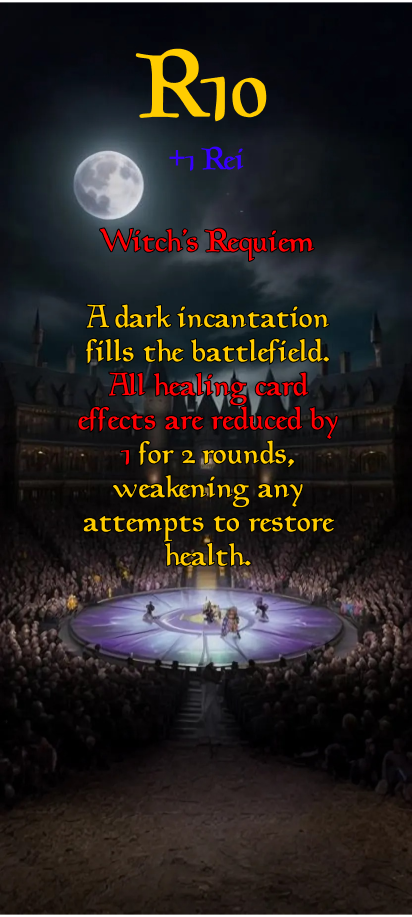 R10
+1 Rei
Witch's Requiem
A dark incantation
fills the battlefield.
All healing card
effects are reduced by
1 for 2 rounds,
weakening any
attempts to restore
health.